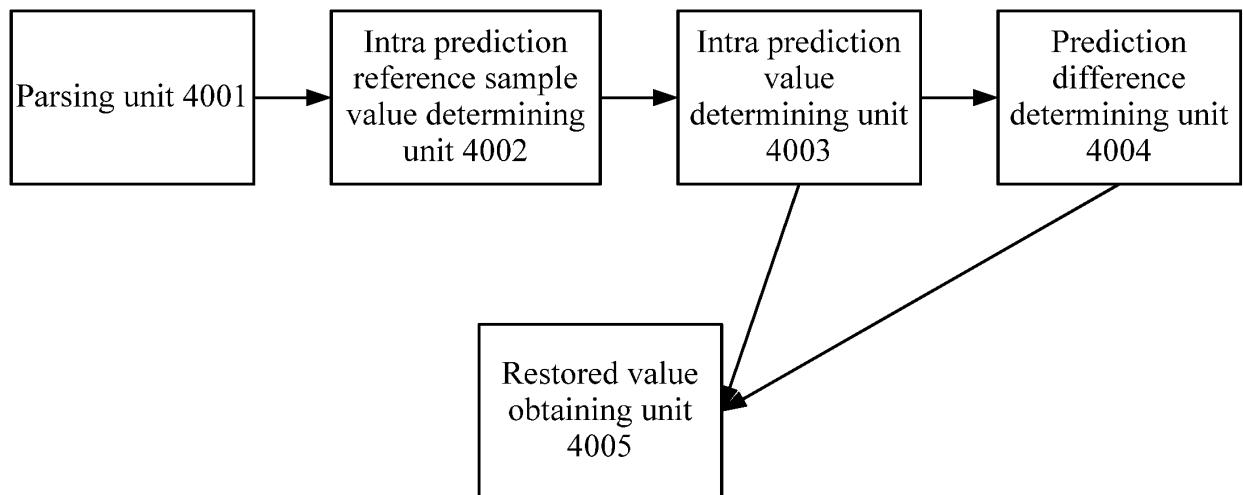 Parsing unit 4001
Intra prediction
reference sample
value determining
unit 4002
Intra prediction
value
determining unit
4003
Prediction
difference
determining unit
4004
Restored value
obtaining unit
4005